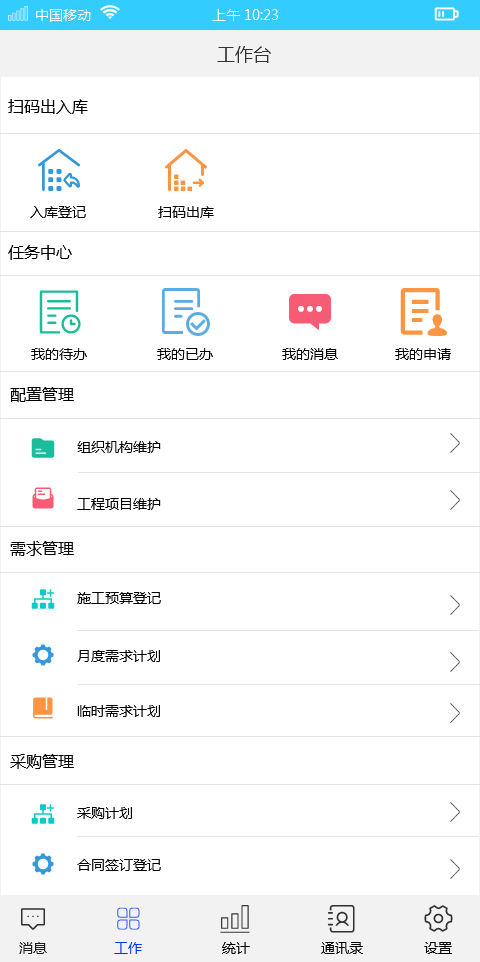 中国移动 上午 10:23
工作台
扫码出入库
入库登记 扫码出库
任务中心
我的待办 我的已办 我的消息 我的申请
配置管理
组织机构维护
工程项目维护
需求管理
施工预算登记
月度需求计划
临时需求计划
采购管理
采购计划
合同签订登记
消息 工作 统计 通讯录 设置